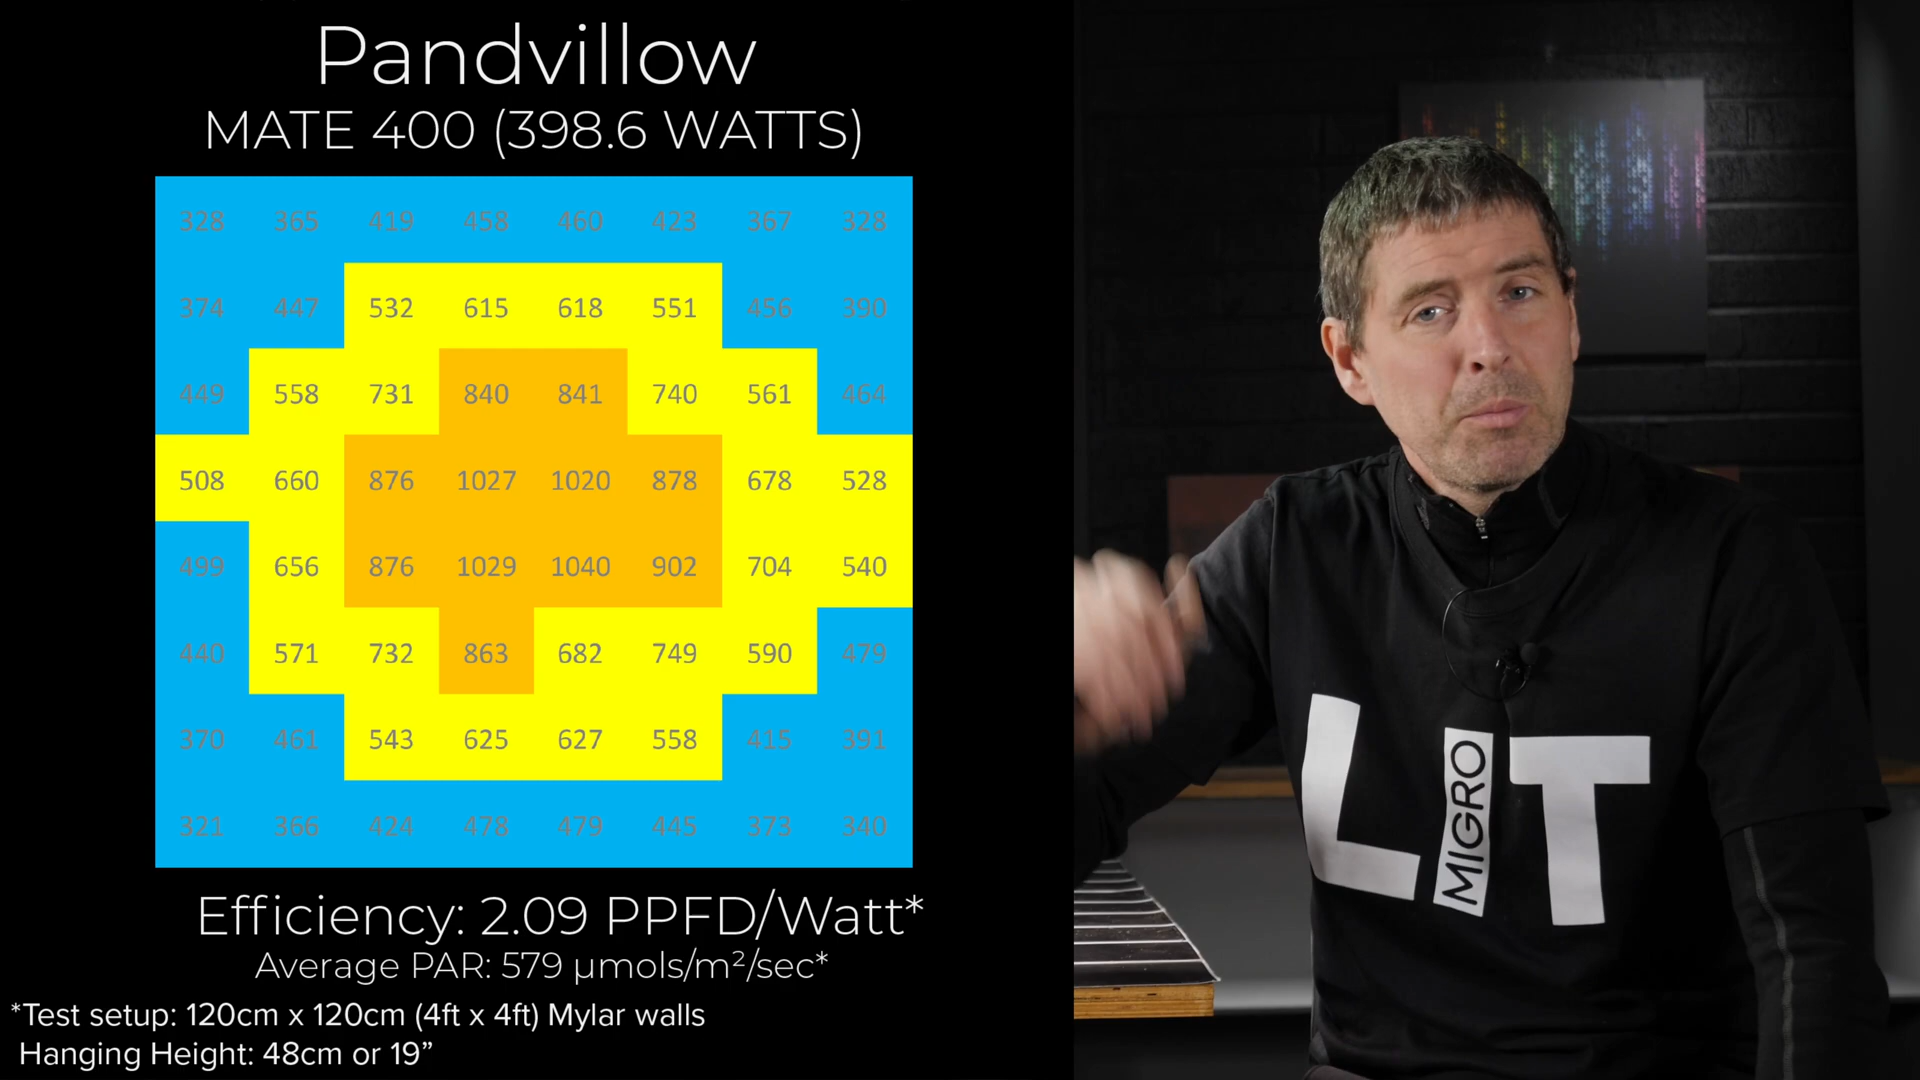 Pandvillow
MATE 400 (398.6 WATTS)
328 365 419 458 460 423 367 328
374 447 532 615 618 551 456 390
449 558 731 840 841 740 561 464
508 660 876 1027 1020 878 678 528
499 656 876 1029 1040 902 704 540
440 571 732 863 682 749 590 479
370 461 543 625 627 558 415 391
321 366 424 478 479 445 373 340
Efficiency: 2.09 PPFD/Watt*
Average PAR: 579 µmols/m²/sec*
*Test setup: 120cm x 120cm (4ft x 4ft) Mylar walls
Hanging Height: 48cm or 19”
LIT
MIGRO